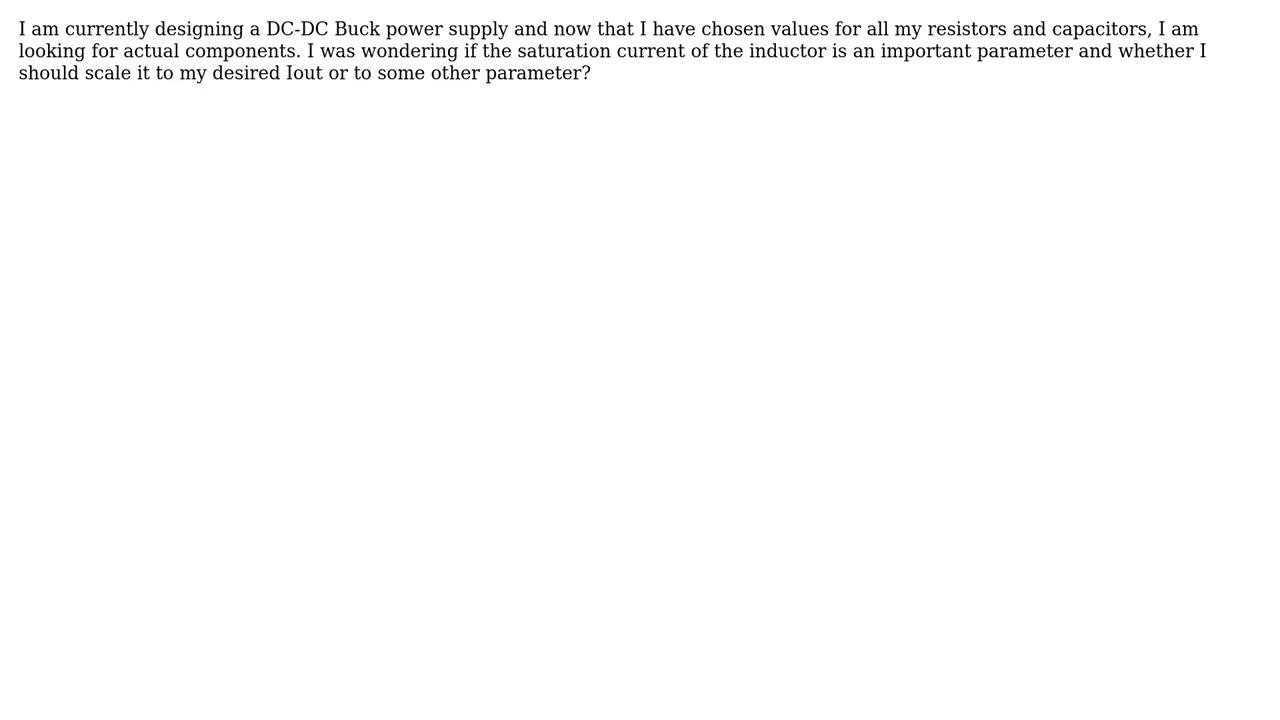 I am currently designing a DC-DC Buck power supply and now that I have chosen values for all my resistors and capacitors, I am
looking for actual components. I was wondering if the saturation current of the inductor is an important parameter and whether I
should scale it to my desired Iout or to some other parameter?